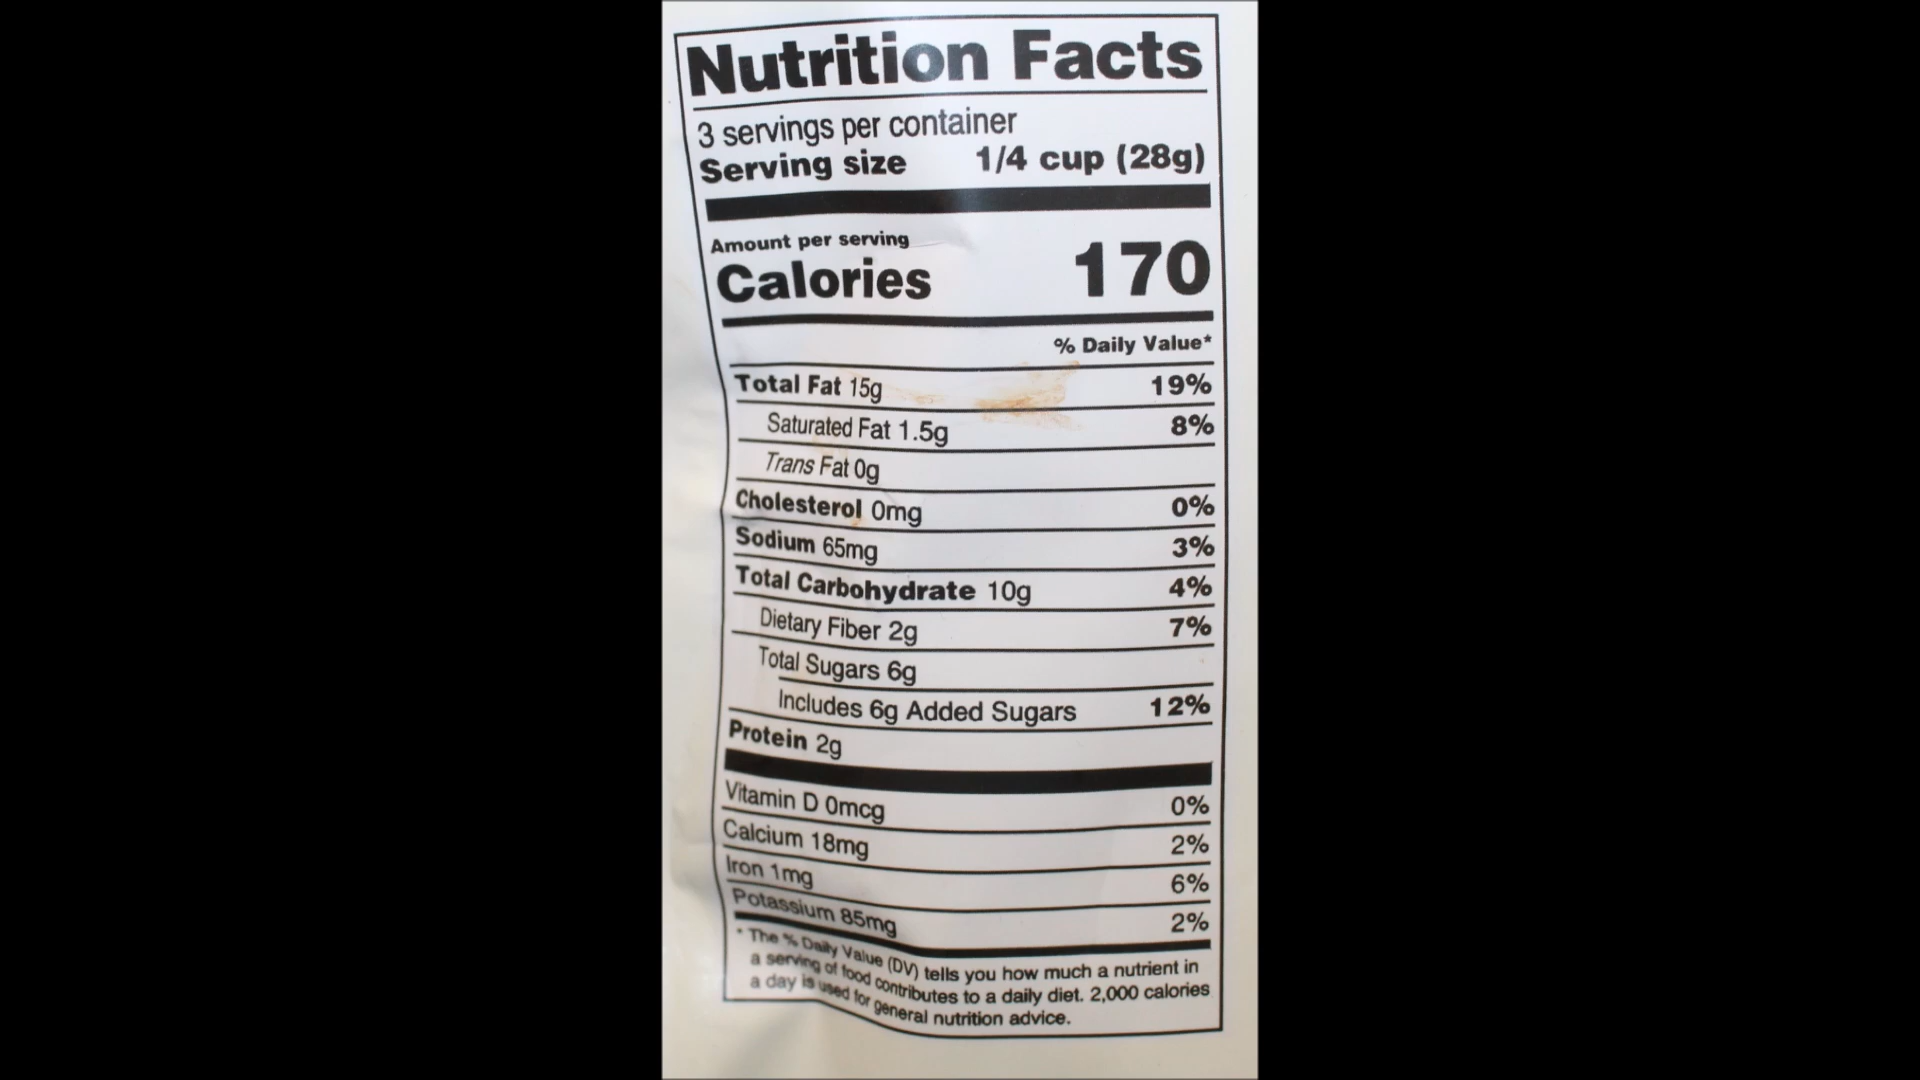 Nutrition Facts
3 servings per container
Serving size 1/4 cup (28g)
Amount per serving
Calories 170
% Daily Value*
Total Fat 15g 19%
Saturated Fat 1.5g 8%
Trans Fat 0g
Cholesterol 0mg 0%
Sodium 65mg 3%
Total Carbohydrate 10g 4%
Dietary Fiber 2g 7%
Total Sugars 6g
Includes 6g Added Sugars 12%
Protein 2g
Vitamin D 0mcg 0%
Calcium 18mg 2%
Iron 1mg 6%
Potassium 85mg 2%
* The % Daily Value (DV) tells you how much a nutrient in
a serving of food contributes to a daily diet. 2,000 calories
a day is used for general nutrition advice.